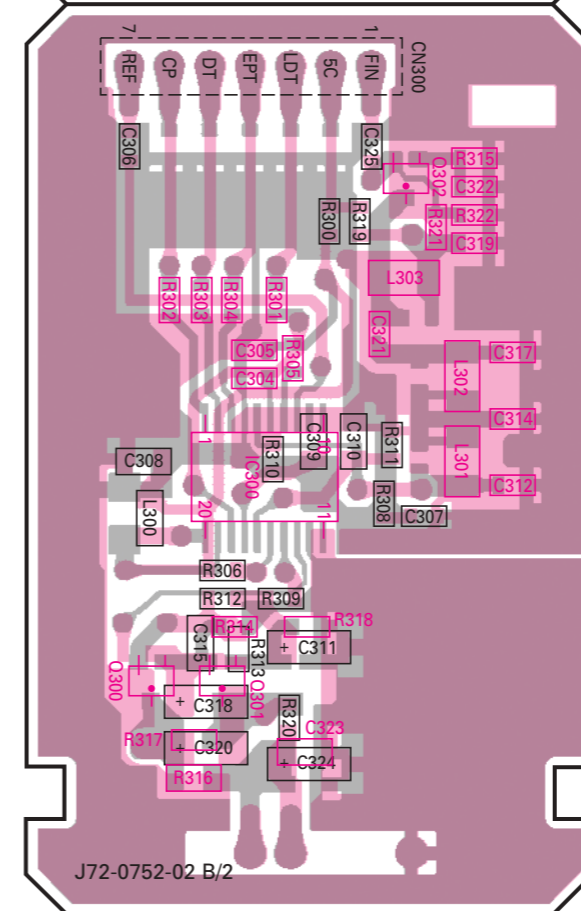 7
1
CN300
REF
CP
DT
EPT
LDT
5C
FIN
C306
C325
Q302
R315
C322
R322
C319
R321
R300
R319
L303
R302
R303
R304
R301
C321
C305
C304
R305
C317
L302
C314
L301
C312
1
10
C309
C310
R311
C308
R310
IC300
L300
20
11
R308
C307
R306
R312
R309
R314
R318
C315
R313
+ C311
Q300
Q301
+ C318
R320
R317
+ C320
C323
+ C324
R316
J72-0752-02 B/2